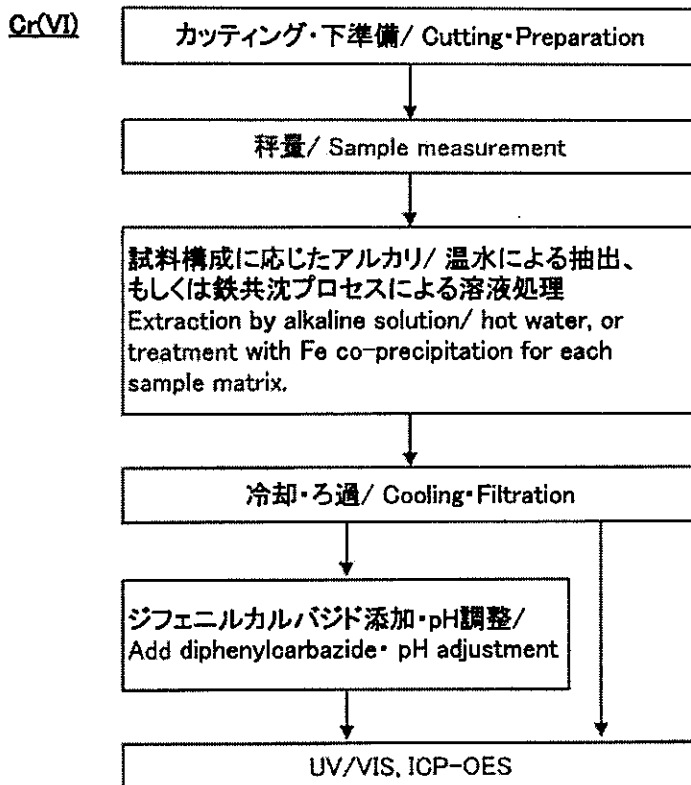 Cr(VI)
カッティング・下準備/ Cutting・Preparation
秤量/ Sample measurement
試料構成に応じたアルカリ/ 温水による抽出、
もしくは鉄共沈プロセスによる溶液処理
Extraction by alkaline solution/ hot water, or
treatment with Fe co-precipitation for each
sample matrix.
冷却・ろ過/ Cooling・Filtration
ジフェニルカルバジド添加・pH調整/
Add diphenylcarbazide・ pH adjustment
UV/VIS, ICP-OES